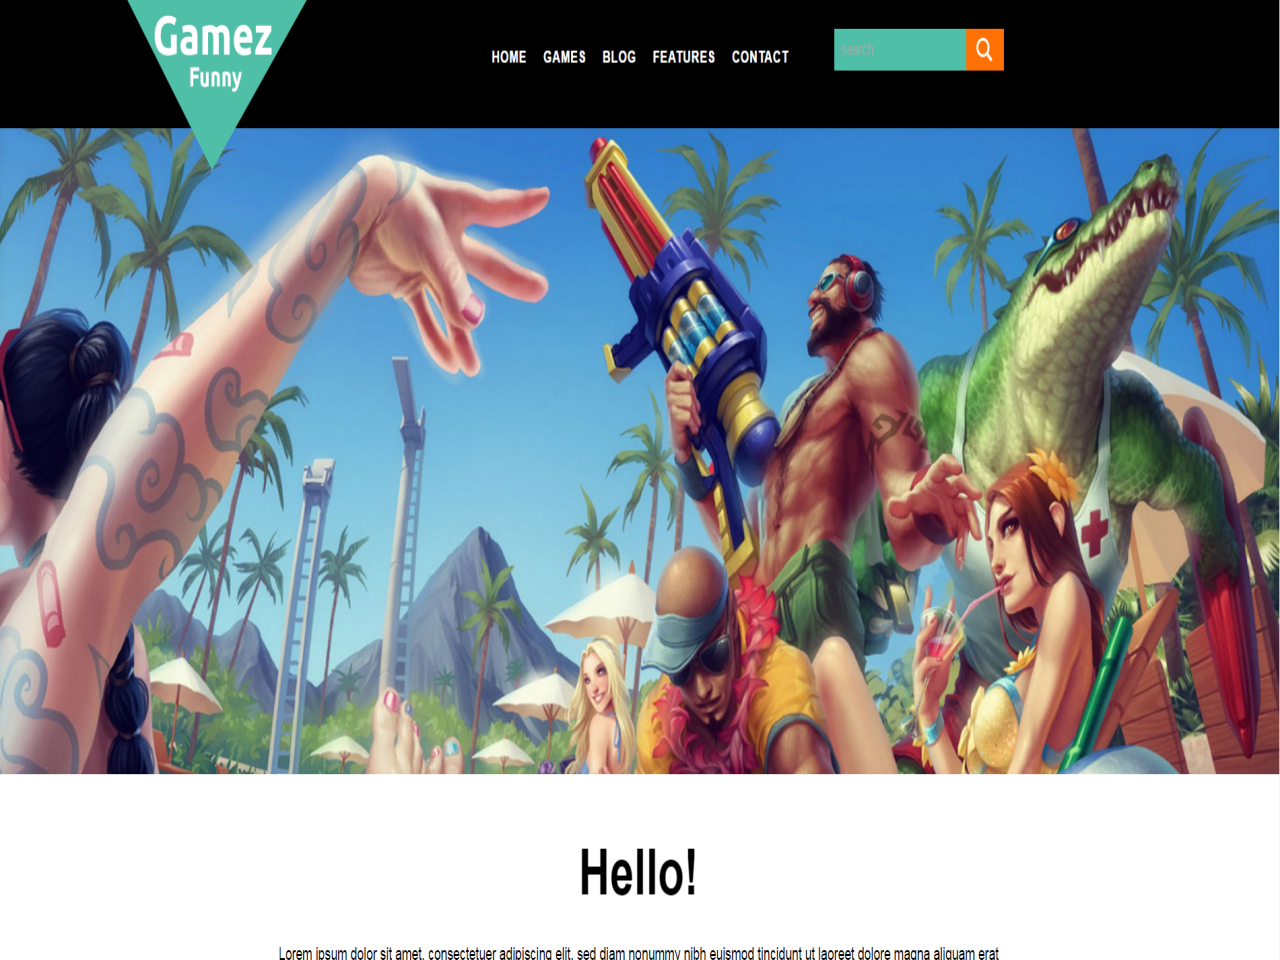 Gamez
Funny
HOME GAMES BLOG FEATURES CONTACT
search
Hello!
Lorem ipsum dolor sit amet, consectetuer adipiscing elit, sed diam nonummy nibh euismod tincidunt ut laoreet dolore magna aliquam erat